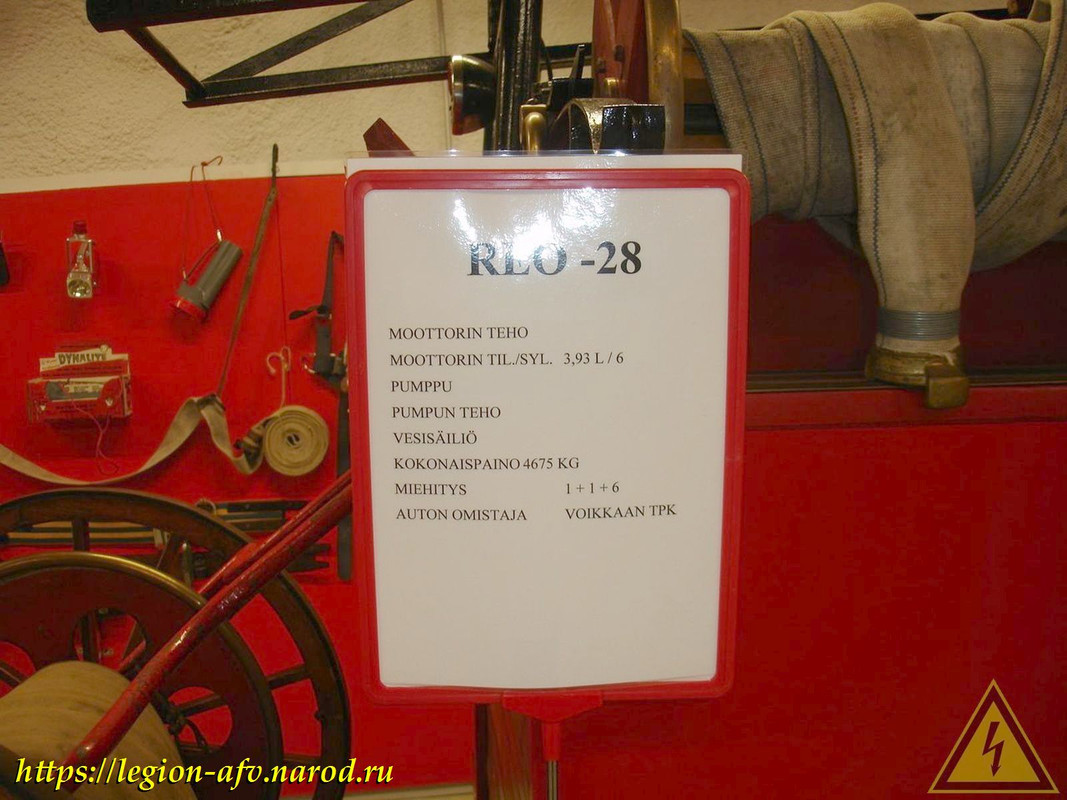 REO -28
MOOTTORIN TEHO
MOOTTORIN TIL./SYL. 3,93 L / 6
PUMPPU
PUMPUN TEHO
VESISÄILIÖ
KOKONAISPAINO 4675 KG
MIEHITYS 1 + 1 + 6
AUTON OMISTAJA VOIKKAAN TPK
DYNALITE
https://legion-afv.narod.ru